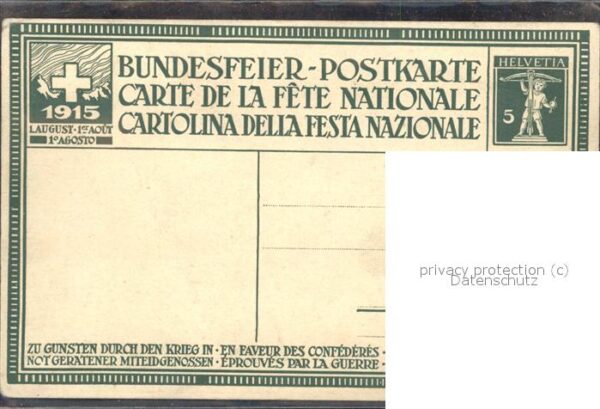 BUNDESFEIER-POSTKARTE
CARTE DE LA FÊTE NATIONALE
CARTOLINA DELLA FESTA NAZIONALE
1915
1. AUGUST · 1ER AOÛT
1O AGOSTO
HELVETIA
5
privacy protection (c)
Datenschutz
ZU GUNSTEN DURCH DEN KRIEG IN · EN FAVEUR DES CONFÉDÉRÉS ·
NOT GERATENER MITEIDGENOSSEN · ÉPROUVÉS PAR LA GUERRE ·